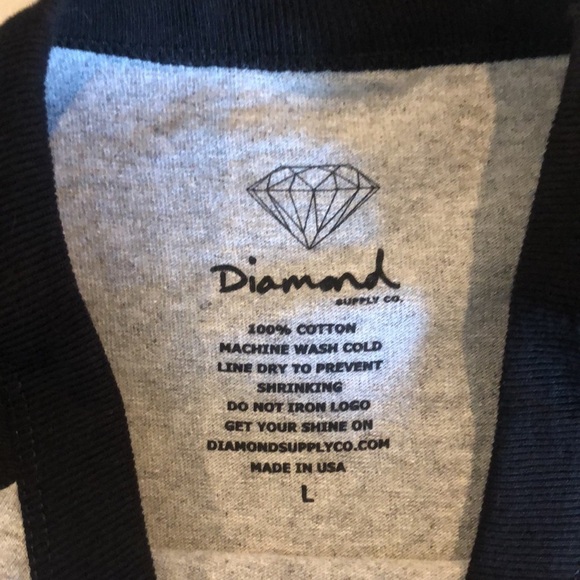 Diamond
SUPPLY CO.
100% COTTON
MACHINE WASH COLD
LINE DRY TO PREVENT
SHRINKING
DO NOT IRON LOGO
GET YOUR SHINE ON
DIAMONDSUPPLYCO.COM
MADE IN USA
L